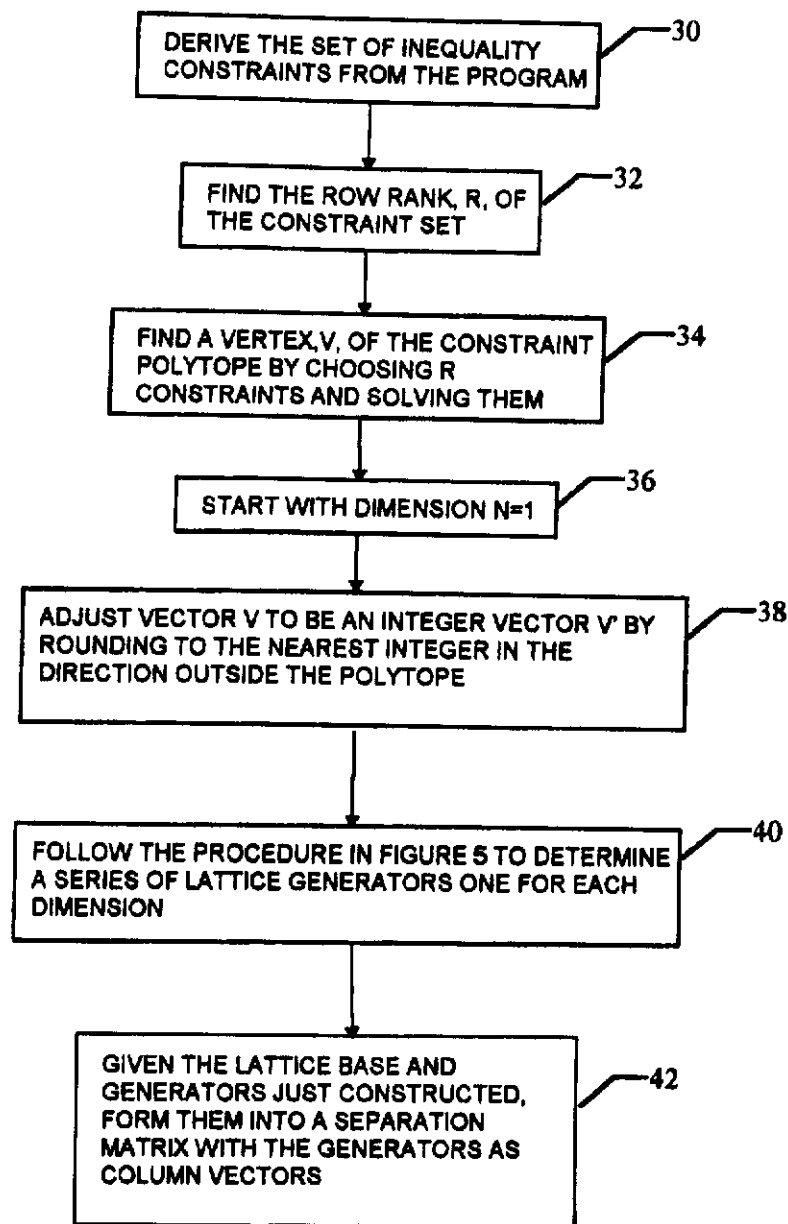 DERIVE THE SET OF INEQUALITY
CONSTRAINTS FROM THE PROGRAM
30
FIND THE ROW RANK, R, OF
THE CONSTRAINT SET
32
FIND A VERTEX,V, OF THE CONSTRAINT
POLYTOPE BY CHOOSING R
CONSTRAINTS AND SOLVING THEM
34
START WITH DIMENSION N=1
36
ADJUST VECTOR V TO BE AN INTEGER VECTOR V' BY
ROUNDING TO THE NEAREST INTEGER IN THE
DIRECTION OUTSIDE THE POLYTOPE
38
FOLLOW THE PROCEDURE IN FIGURE 5 TO DETERMINE
A SERIES OF LATTICE GENERATORS ONE FOR EACH
DIMENSION
40
GIVEN THE LATTICE BASE AND
GENERATORS JUST CONSTRUCTED,
FORM THEM INTO A SEPARATION
MATRIX WITH THE GENERATORS AS
COLUMN VECTORS
42